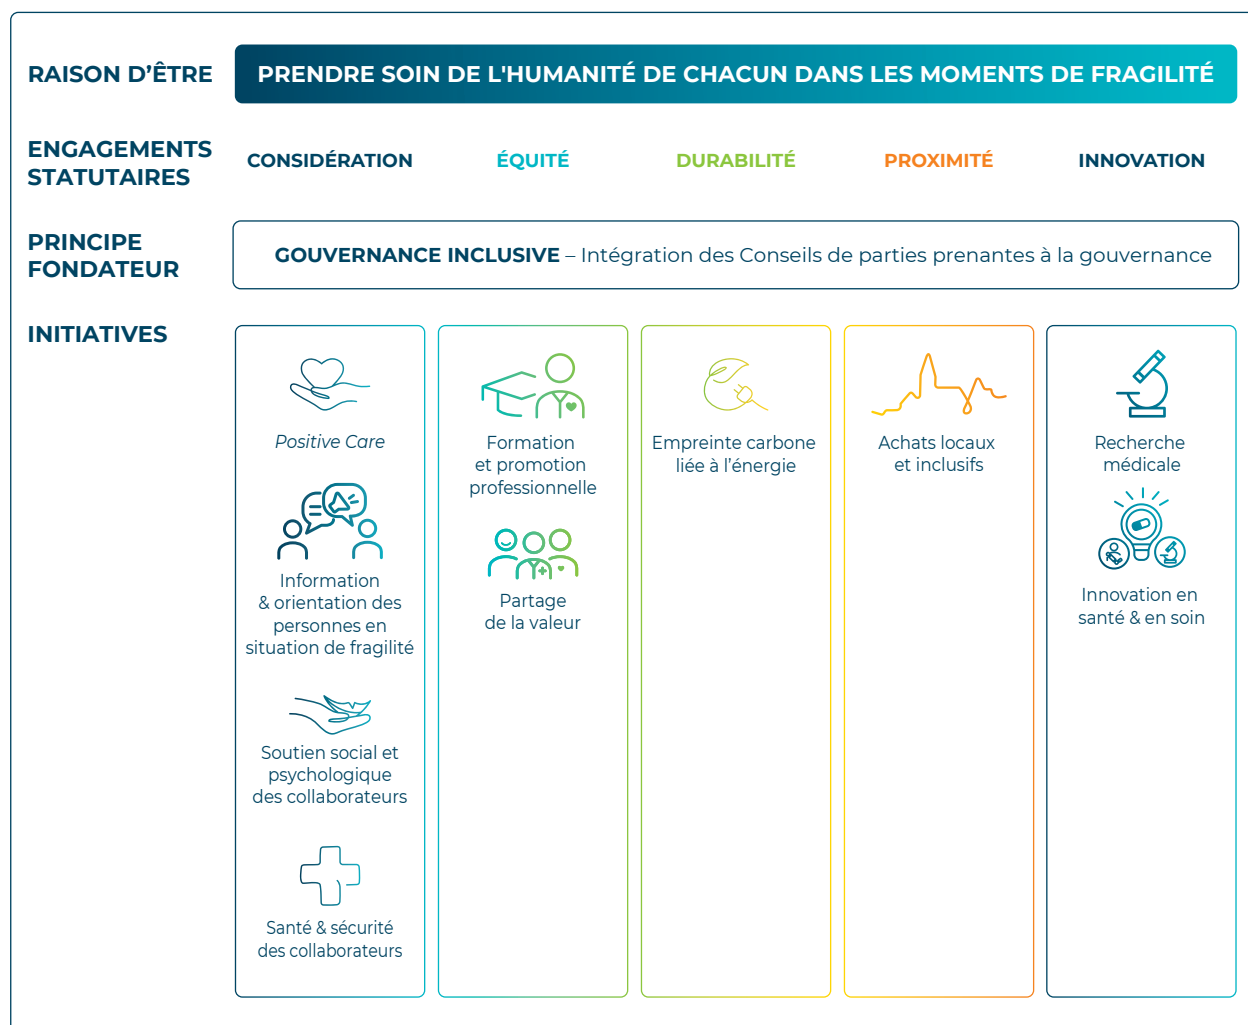 RAISON D’ÊTRE
PRENDRE SOIN DE L'HUMANITÉ DE CHACUN DANS LES MOMENTS DE FRAGILITÉ
ENGAGEMENTS
STATUTAIRES
CONSIDÉRATION
ÉQUITÉ
DURABILITÉ
PROXIMITÉ
INNOVATION
PRINCIPE
FONDATEUR
GOUVERNANCE INCLUSIVE – Intégration des Conseils de parties prenantes à la gouvernance
INITIATIVES
Positive Care
Information
& orientation des
personnes en
situation de fragilité
Soutien social et
psychologique
des collaborateurs
Santé & sécurité
des collaborateurs
Formation
et promotion
professionnelle
Partage
de la valeur
Empreinte carbone
liée à l’énergie
Achats locaux
et inclusifs
Recherche
médicale
Innovation en
santé & en soin